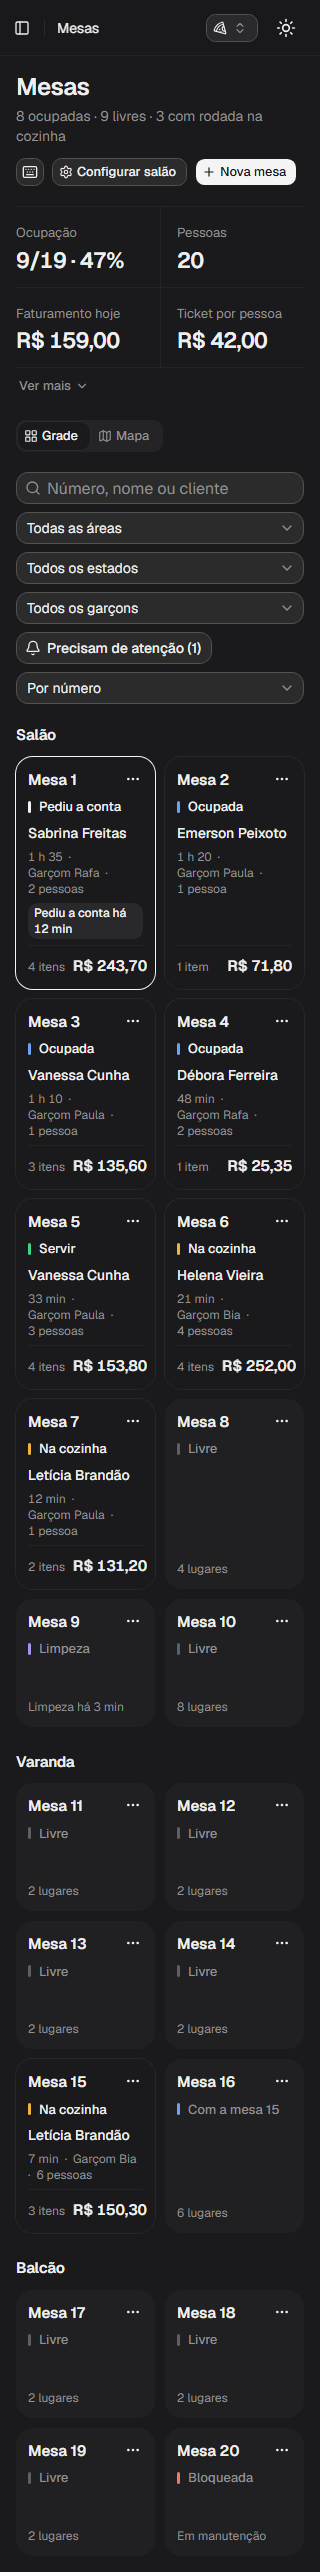 Mesas
Mesas
8 ocupadas · 9 livres · 3 com rodada na
cozinha
Configurar salão
Nova mesa
Ocupação
9/19 · 47%
Pessoas
20
Faturamento hoje
R$ 159,00
Ticket por pessoa
R$ 42,00
Ver mais
Grade
Mapa
Número, nome ou cliente
Todas as áreas
Todos os estados
Todos os garçons
Precisam de atenção (1)
Por número
Salão
Mesa 1
Pediu a conta
Sabrina Freitas
1 h 35 ·
Garçom Rafa ·
2 pessoas
Pediu a conta há
12 min
4 itens R$ 243,70
Mesa 2
Ocupada
Emerson Peixoto
1 h 20 ·
Garçom Paula ·
1 pessoa
1 item R$ 71,80
Mesa 3
Ocupada
Vanessa Cunha
1 h 10 ·
Garçom Paula ·
1 pessoa
3 itens R$ 135,60
Mesa 4
Ocupada
Débora Ferreira
48 min ·
Garçom Rafa ·
2 pessoas
1 item R$ 25,35
Mesa 5
Servir
Vanessa Cunha
33 min ·
Garçom Paula ·
3 pessoas
4 itens R$ 153,80
Mesa 6
Na cozinha
Helena Vieira
21 min ·
Garçom Bia ·
4 pessoas
4 itens R$ 252,00
Mesa 7
Na cozinha
Letícia Brandão
12 min ·
Garçom Paula ·
1 pessoa
2 itens R$ 131,20
Mesa 8
Livre
4 lugares
Mesa 9
Limpeza
Limpeza há 3 min
Mesa 10
Livre
8 lugares
Varanda
Mesa 11
Livre
2 lugares
Mesa 12
Livre
2 lugares
Mesa 13
Livre
2 lugares
Mesa 14
Livre
2 lugares
Mesa 15
Na cozinha
Letícia Brandão
7 min · Garçom Bia
· 6 pessoas
3 itens R$ 150,30
Mesa 16
Com a mesa 15
6 lugares
Balcão
Mesa 17
Livre
2 lugares
Mesa 18
Livre
2 lugares
Mesa 19
Livre
2 lugares
Mesa 20
Bloqueada
Em manutenção